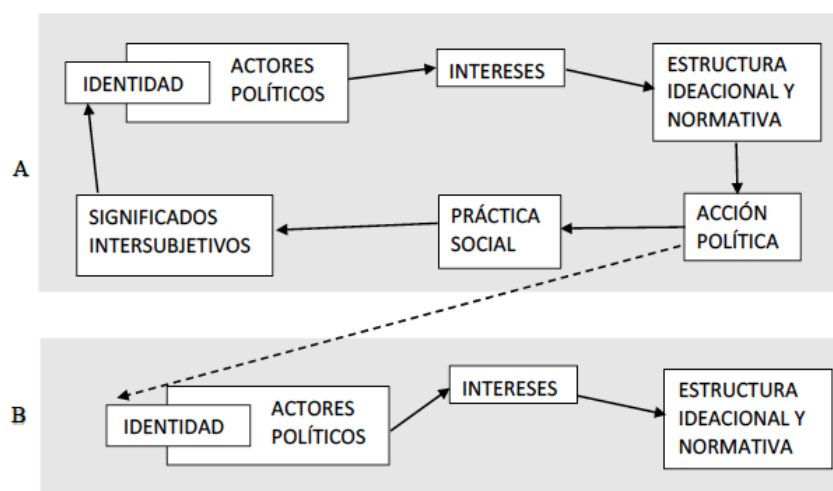 IDENTIDAD
ACTORES
POLÍTICOS
INTERESES
ESTRUCTURA
IDEACIONAL Y
NORMATIVA
A
SIGNIFICADOS
INTERSUBJETIVOS
PRÁCTICA
SOCIAL
ACCIÓN
POLÍTICA
B
IDENTIDAD
ACTORES
POLÍTICOS
INTERESES
ESTRUCTURA
IDEACIONAL Y
NORMATIVA